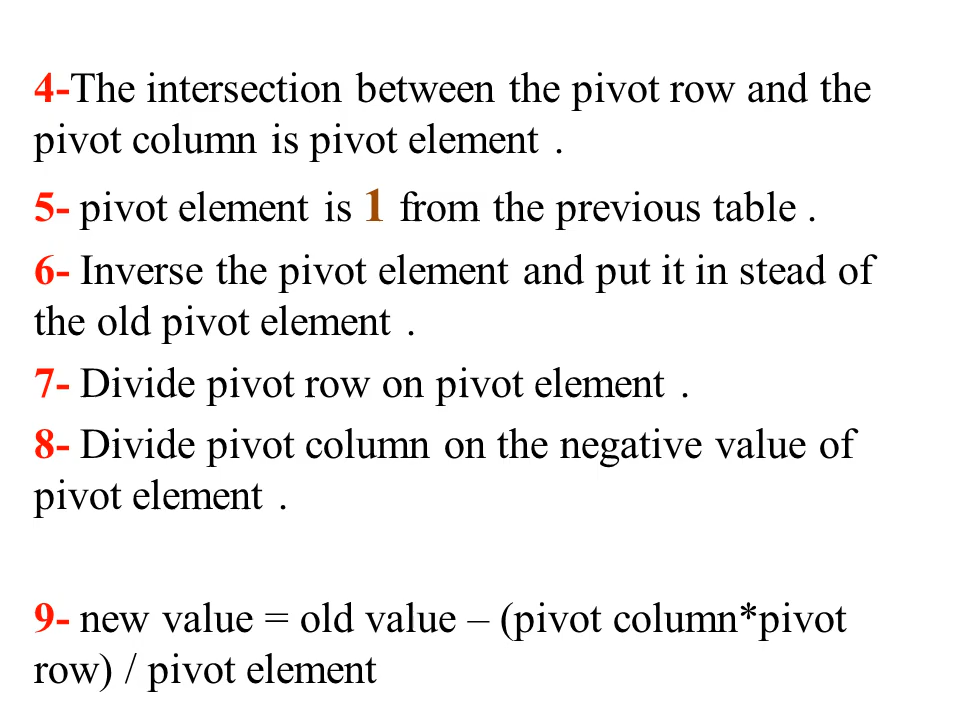 4-The intersection between the pivot row and the
pivot column is pivot element .
5- pivot element is 1 from the previous table .
6- Inverse the pivot element and put it in stead of
the old pivot element .
7- Divide pivot row on pivot element .
8- Divide pivot column on the negative value of
pivot element .
9- new value = old value – (pivot column*pivot
row) / pivot element